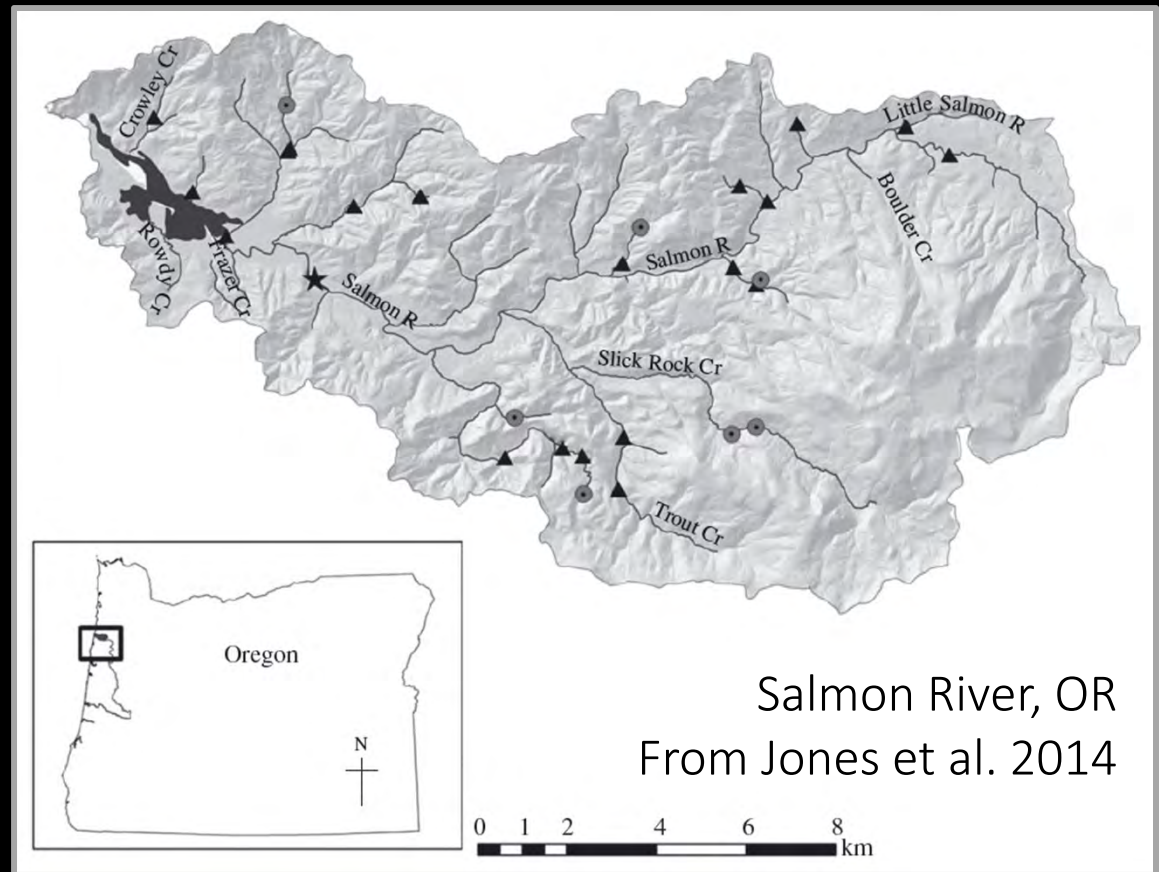 Crowley Cr
Little Salmon R
Boulder Cr
Rowdy Cr
Frazer Cr
Salmon R
Salmon R
Slick Rock Cr
Trout Cr
Oregon
N
Salmon River, OR
From Jones et al. 2014
0 1 2 4 6 8
km